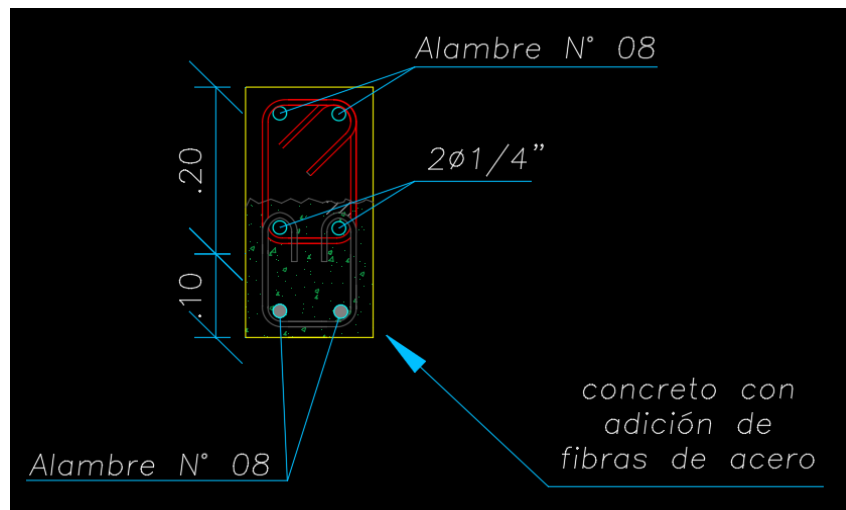 Alambre N° 08
2ø1/4"
.20
.10
concreto con
adición de
fibras de acero
Alambre N° 08